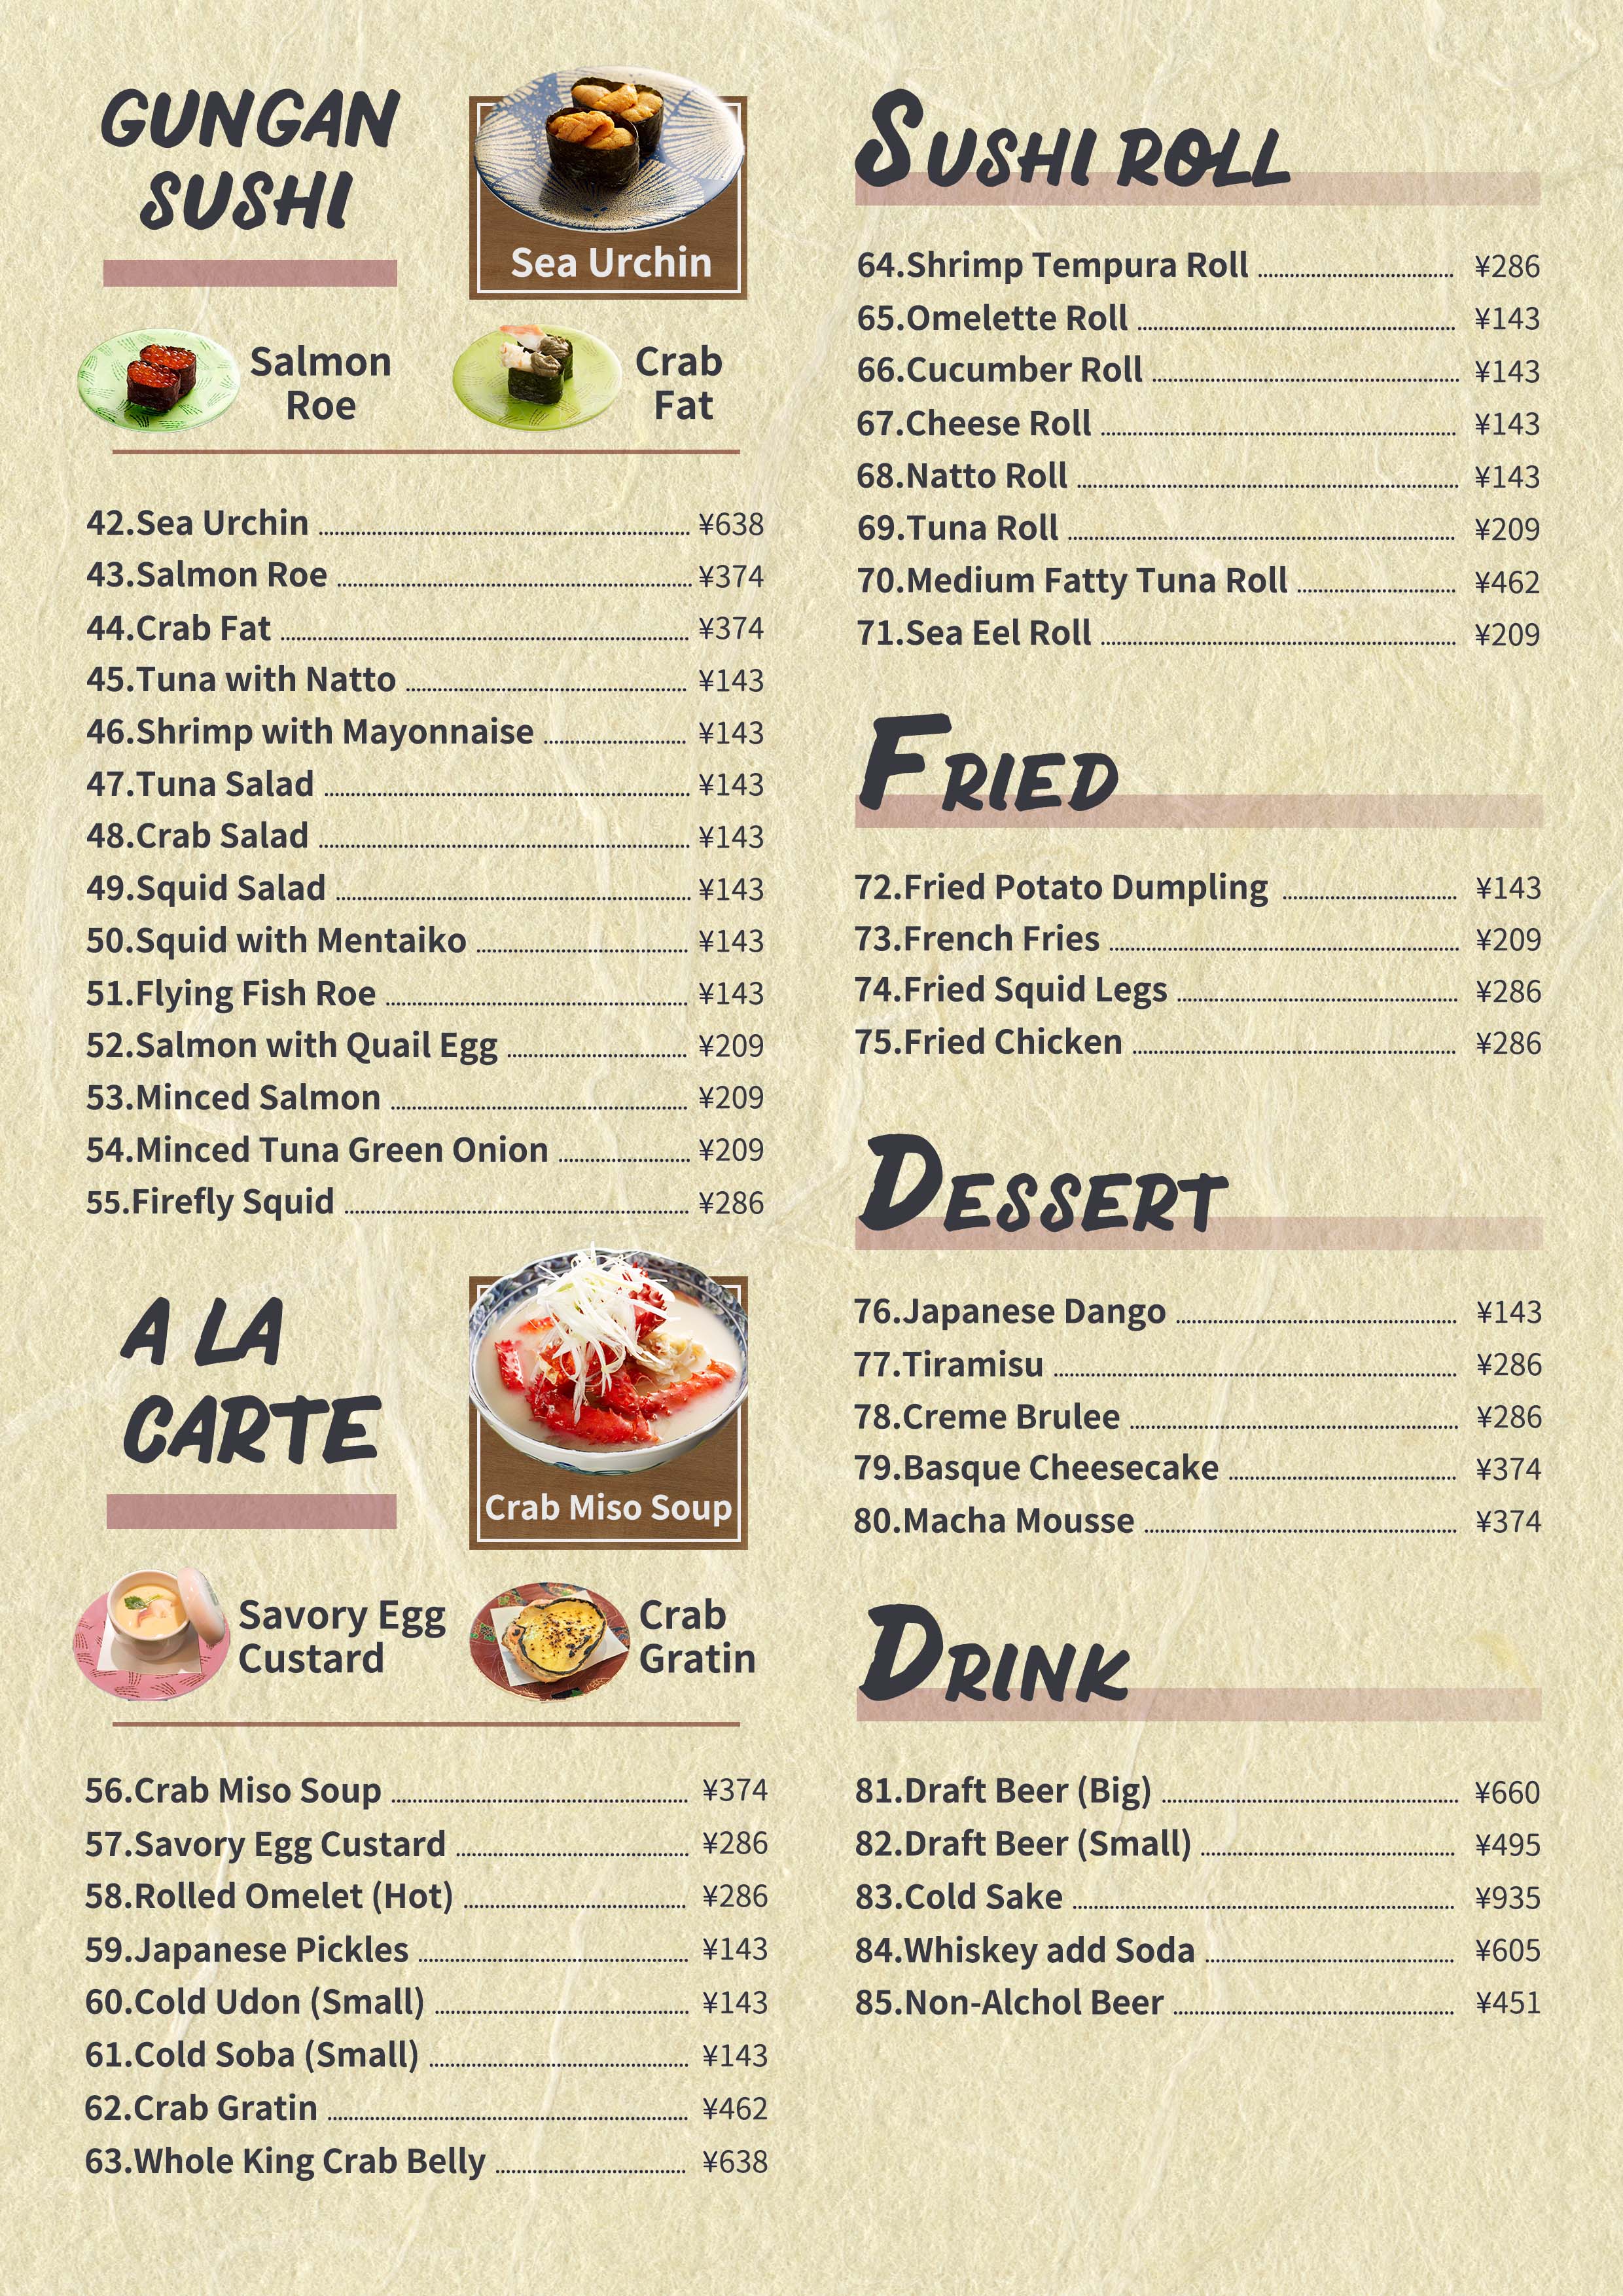 GUNGAN
SUSHI
Sea Urchin
Salmon
Roe
Crab
Fat
42.Sea Urchin ¥638
43.Salmon Roe ¥374
44.Crab Fat ¥374
45.Tuna with Natto ¥143
46.Shrimp with Mayonnaise ¥143
47.Tuna Salad ¥143
48.Crab Salad ¥143
49.Squid Salad ¥143
50.Squid with Mentaiko ¥143
51.Flying Fish Roe ¥143
52.Salmon with Quail Egg ¥209
53.Minced Salmon ¥209
54.Minced Tuna Green Onion ¥209
55.Firefly Squid ¥286
A LA
CARTE
Crab Miso Soup
Savory Egg
Custard
Crab
Gratin
56.Crab Miso Soup ¥374
57.Savory Egg Custard ¥286
58.Rolled Omelet (Hot) ¥286
59.Japanese Pickles ¥143
60.Cold Udon (Small) ¥143
61.Cold Soba (Small) ¥143
62.Crab Gratin ¥462
63.Whole King Crab Belly ¥638
SUSHI ROLL
64.Shrimp Tempura Roll ¥286
65.Omelette Roll ¥143
66.Cucumber Roll ¥143
67.Cheese Roll ¥143
68.Natto Roll ¥143
69.Tuna Roll ¥209
70.Medium Fatty Tuna Roll ¥462
71.Sea Eel Roll ¥209
FRIED
72.Fried Potato Dumpling ¥143
73.French Fries ¥209
74.Fried Squid Legs ¥286
75.Fried Chicken ¥286
DESSERT
76.Japanese Dango ¥143
77.Tiramisu ¥286
78.Creme Brulee ¥286
79.Basque Cheesecake ¥374
80.Macha Mousse ¥374
DRINK
81.Draft Beer (Big) ¥660
82.Draft Beer (Small) ¥495
83.Cold Sake ¥935
84.Whiskey add Soda ¥605
85.Non-Alchol Beer ¥451